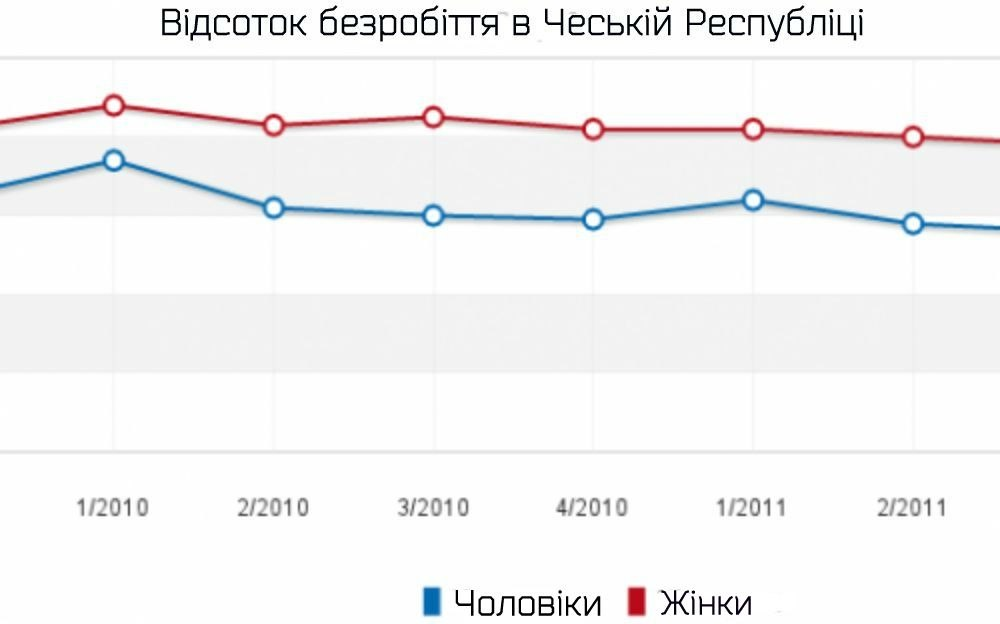 Відсоток безробіття в Чеській Республіці
1/2010 2/2010 3/2010 4/2010 1/2011 2/2011
Чоловіки Жінки